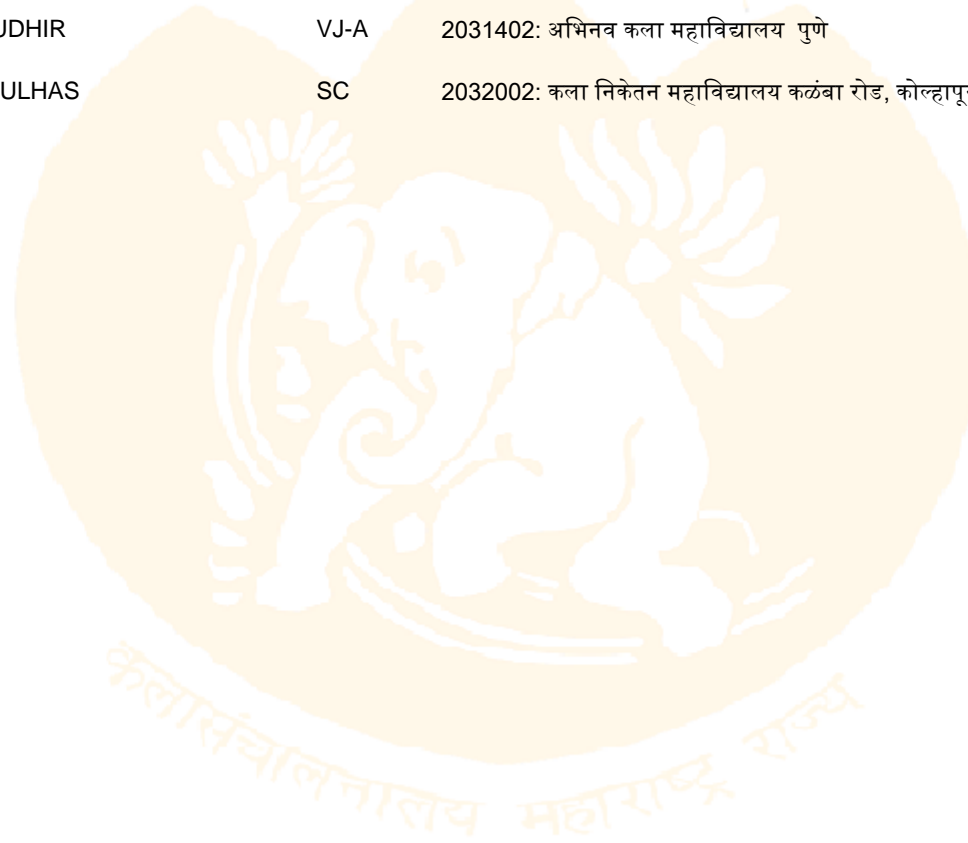 UDHIR VJ-A 2031402: अभिनव कला महाविद्यालय पुणे
ULHAS SC 2032002: कला निकेतन महाविद्यालय कळंबा रोड, कोल्हापूर
कलासंचालनालय महाराष्ट्र राज्य